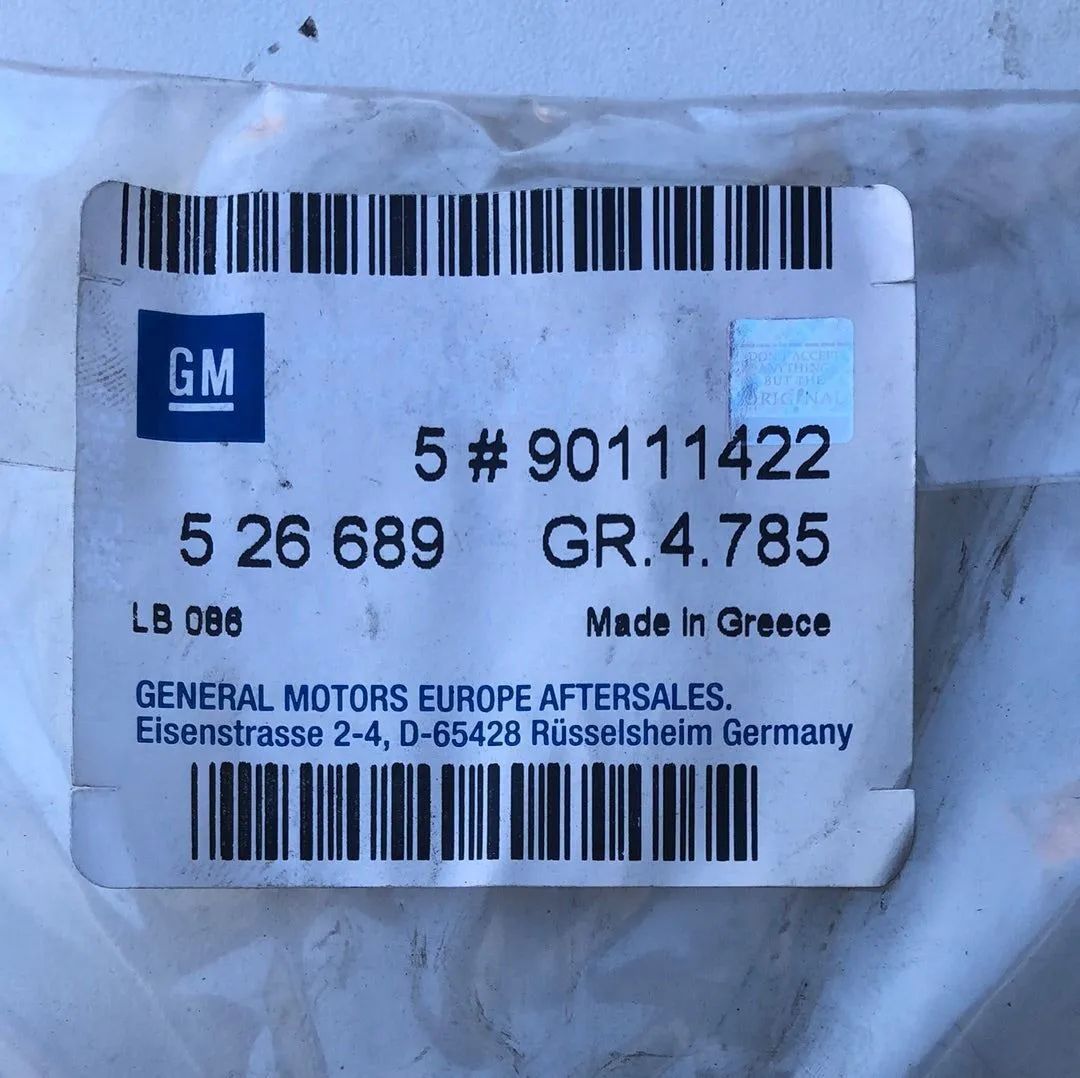 GM
DON'T ACCEPT
ANYTHING
BUT THE
ORIGINAL
5 # 90111422
5 26 689 GR.4.785
LB 086 Made in Greece
GENERAL MOTORS EUROPE AFTERSALES.
Eisenstrasse 2-4, D-65428 Rüsselsheim Germany